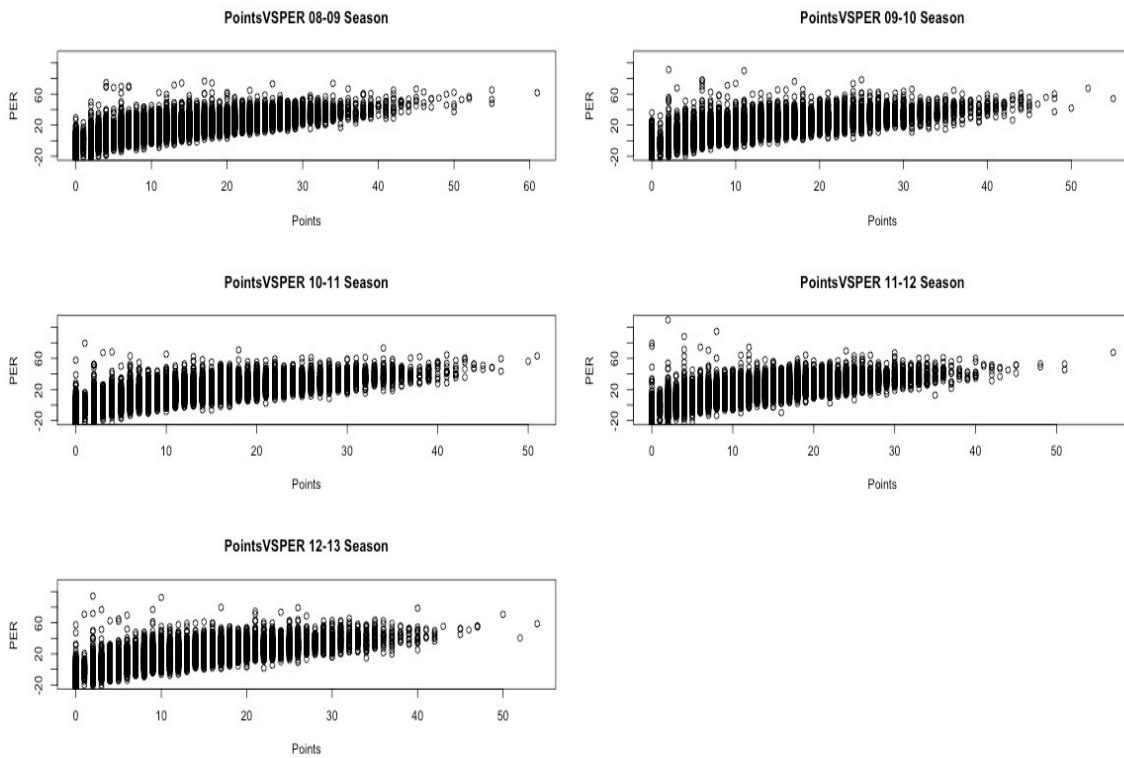 PointsVSPER 08-09 Season
PER
60
20
-20
0 10 20 30 40 50 60
Points
PointsVSPER 09-10 Season
PER
60
20
-20
0 10 20 30 40 50
Points
PointsVSPER 10-11 Season
PER
60
20
-20
0 10 20 30 40 50
Points
PointsVSPER 11-12 Season
PER
60
20
-20
0 10 20 30 40 50
Points
PointsVSPER 12-13 Season
PER
60
20
-20
0 10 20 30 40 50
Points